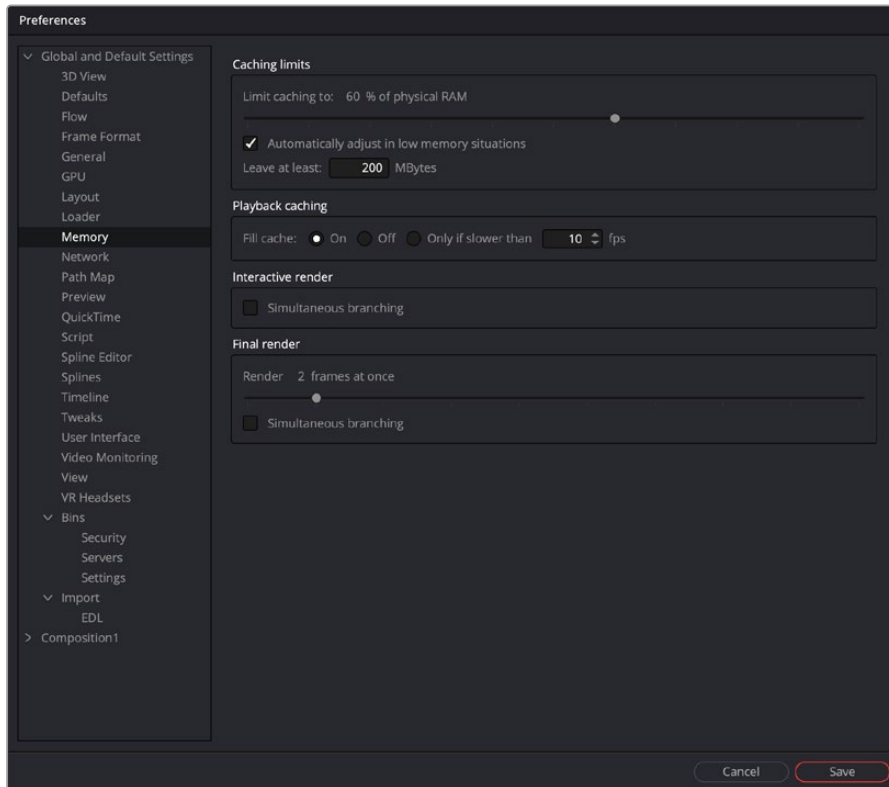 Preferences
Global and Default Settings
3D View
Defaults
Flow
Frame Format
General
GPU
Layout
Loader
Memory
Network
Path Map
Preview
QuickTime
Script
Spline Editor
Splines
Timeline
Tweaks
User Interface
Video Monitoring
View
VR Headsets
Bins
Security
Servers
Settings
Import
EDL
Composition1
Caching limits
Limit caching to: 60 % of physical RAM
Automatically adjust in low memory situations
Leave at least: 200 MBytes
Playback caching
Fill cache: On Off Only if slower than 10 fps
Interactive render
Simultaneous branching
Final render
Render 2 frames at once
Simultaneous branching
Cancel Save